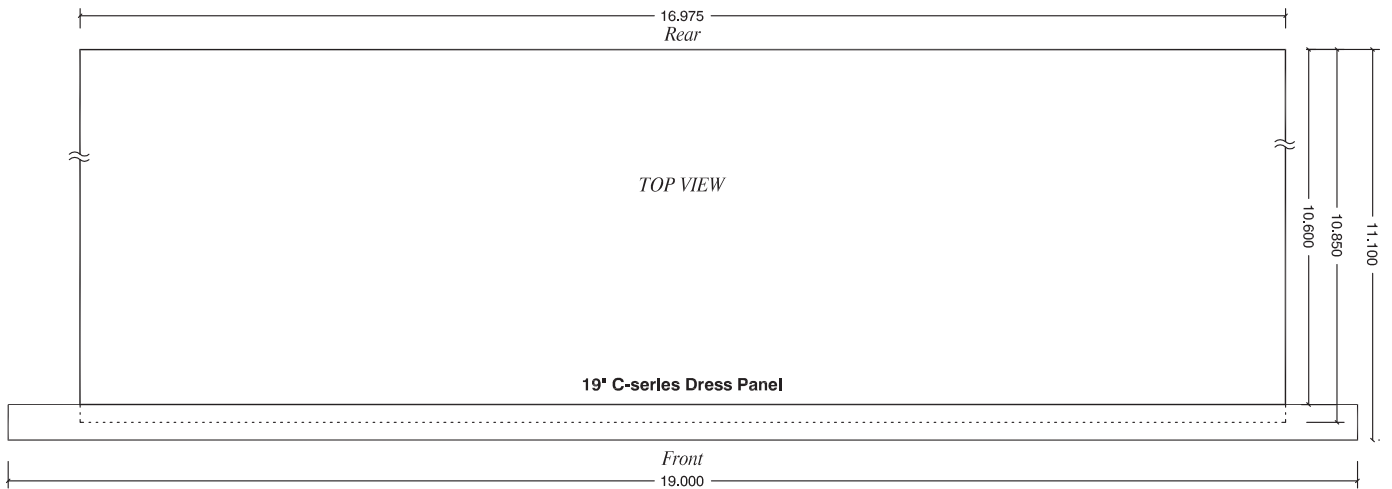 16.975
Rear
TOP VIEW
10.600
10.850
11.100
19" C-series Dress Panel
Front
19.000